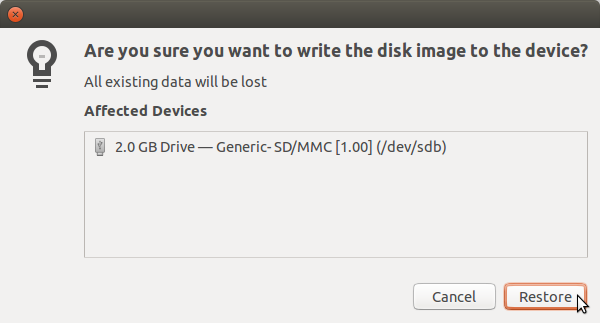 Are you sure you want to write the disk image to the device?
All existing data will be lost
Affected Devices
2.0 GB Drive — Generic- SD/MMC [1.00] (/dev/sdb)
Cancel
Restore